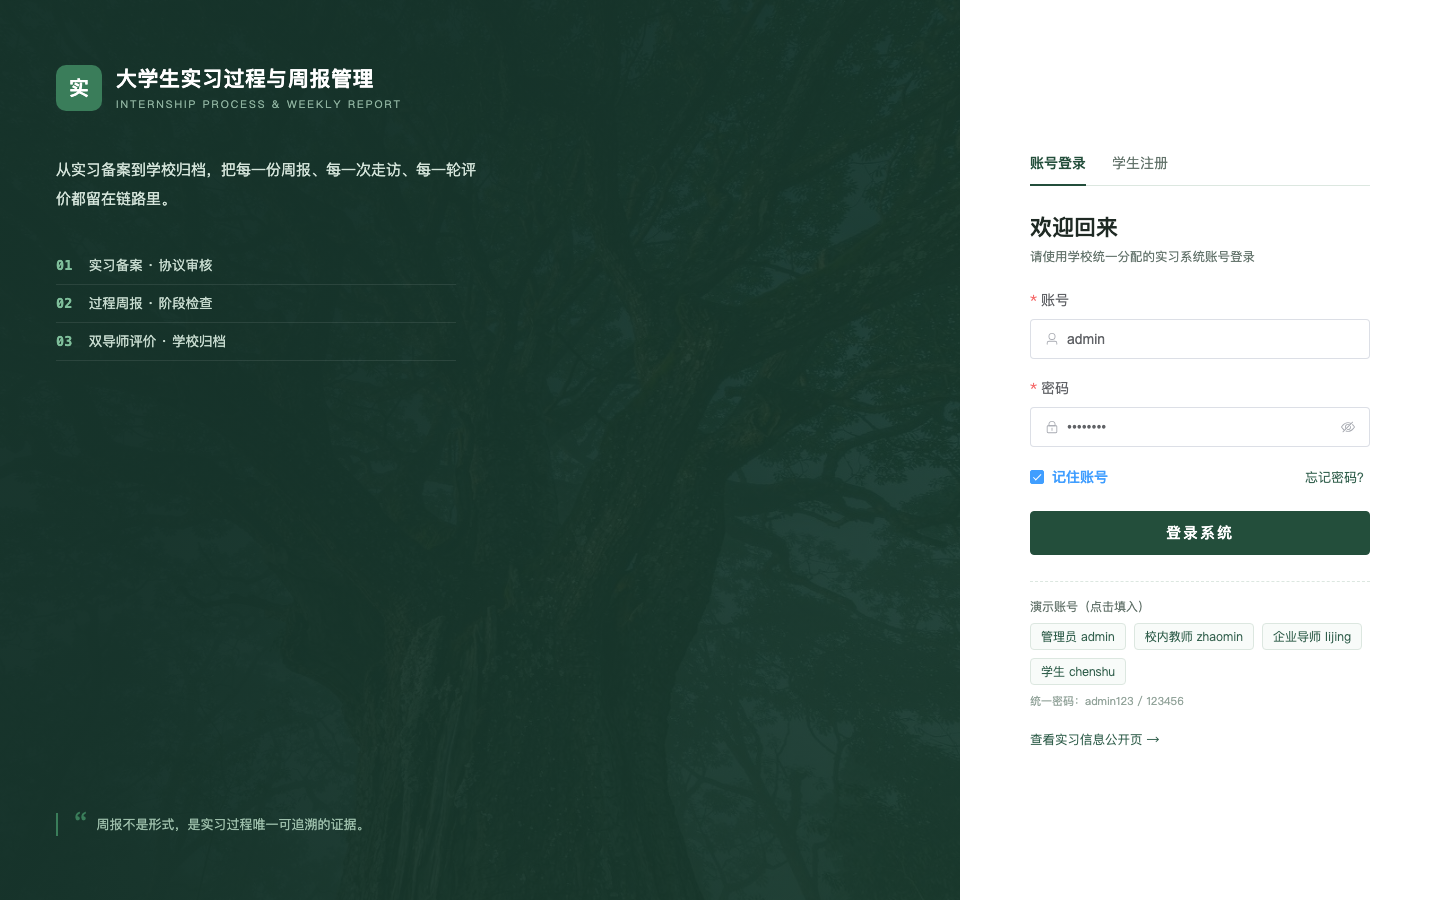 实
大学生实习过程与周报管理
INTERNSHIP PROCESS & WEEKLY REPORT
从实习备案到学校归档，把每一份周报、每一次走访、每一轮评
价都留在链路里。
01 实习备案 · 协议审核
02 过程周报 · 阶段检查
03 双导师评价 · 学校归档
“ 周报不是形式，是实习过程唯一可追溯的证据。
账号登录 学生注册
欢迎回来
请使用学校统一分配的实习系统账号登录
* 账号
admin
* 密码
••••••••
记住账号 忘记密码?
登录系统
演示账号（点击填入）
管理员 admin 校内教师 zhaomin 企业导师 lijing
学生 chenshu
统一密码：admin123 / 123456
查看实习信息公开页 →